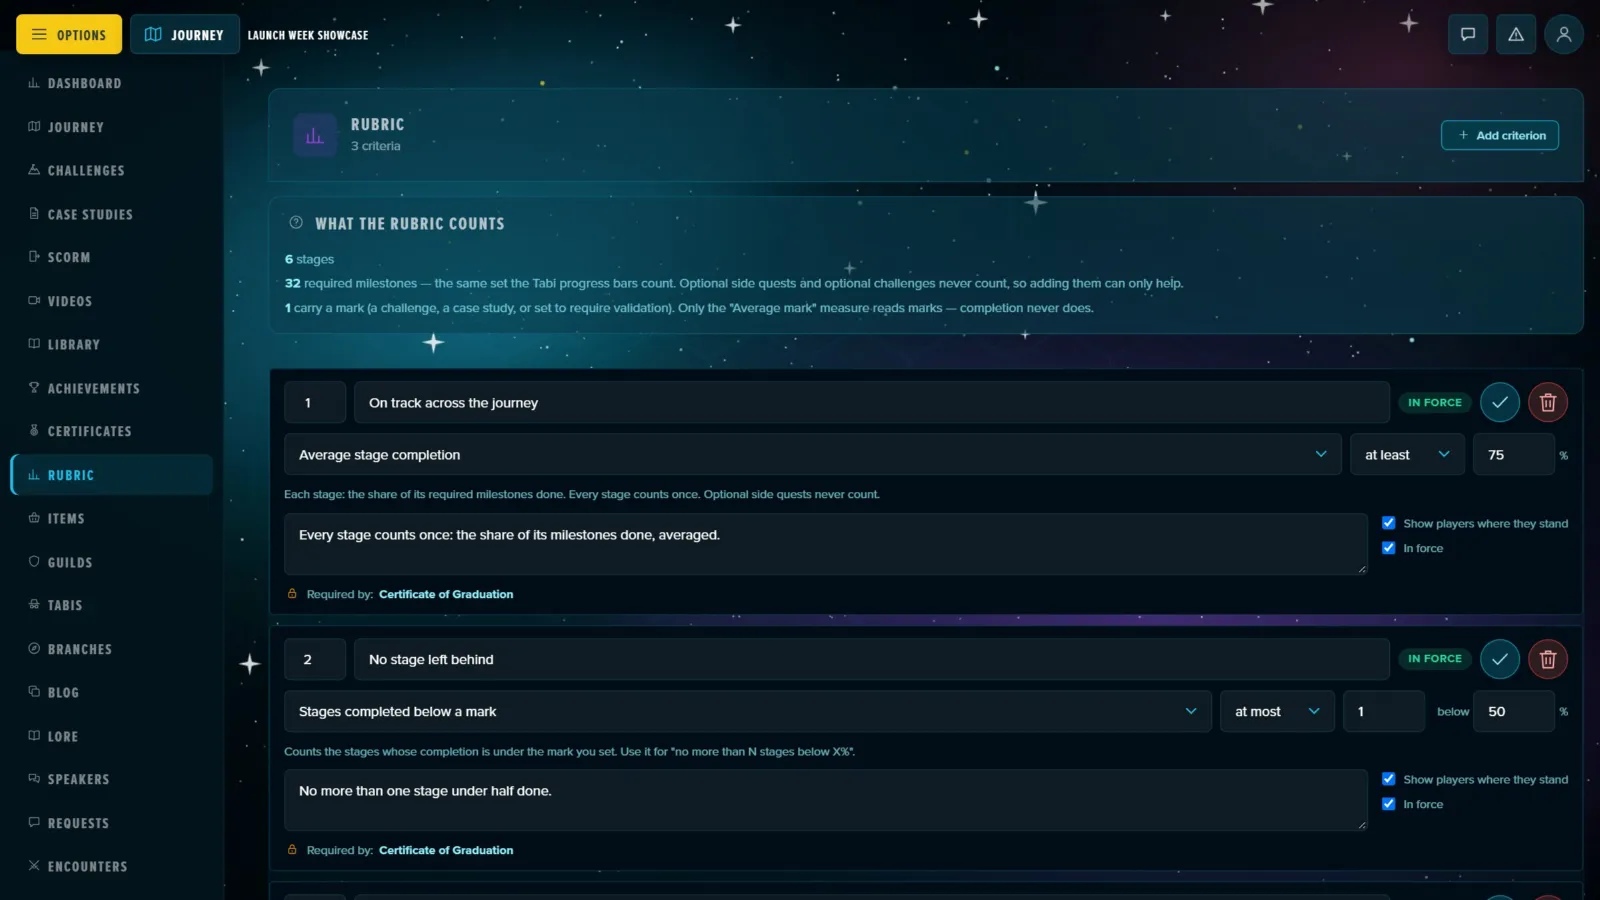 OPTIONS
JOURNEY
LAUNCH WEEK SHOWCASE
DASHBOARD
JOURNEY
CHALLENGES
CASE STUDIES
SCORM
VIDEOS
LIBRARY
ACHIEVEMENTS
CERTIFICATES
RUBRIC
ITEMS
GUILDS
TABIS
BRANCHES
BLOG
LORE
SPEAKERS
REQUESTS
ENCOUNTERS
RUBRIC
3 criteria
+ Add criterion
WHAT THE RUBRIC COUNTS
6 stages
32 required milestones — the same set the Tabi progress bars count. Optional side quests and optional challenges never count, so adding them can only help.
1 carry a mark (a challenge, a case study, or set to require validation). Only the "Average mark" measure reads marks — completion never does.
1 On track across the journey IN FORCE
Average stage completion at least 75 %
Each stage: the share of its required milestones done. Every stage counts once. Optional side quests never count.
Every stage counts once: the share of its milestones done, averaged.
Show players where they stand
In force
Required by: Certificate of Graduation
2 No stage left behind IN FORCE
Stages completed below a mark at most 1 below 50 %
Counts the stages whose completion is under the mark you set. Use it for "no more than N stages below X%".
No more than one stage under half done.
Show players where they stand
In force
Required by: Certificate of Graduation